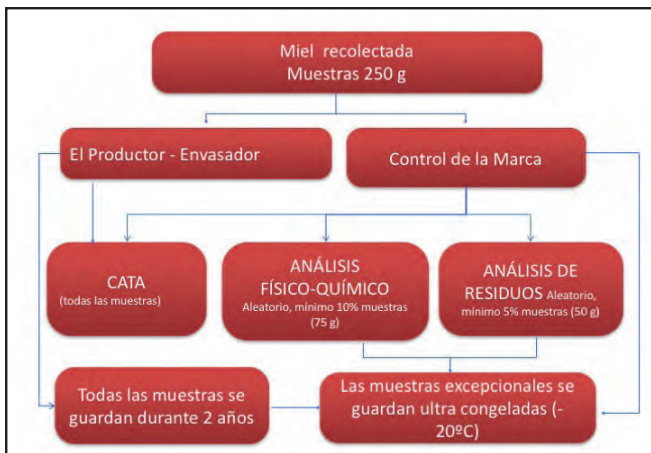 Miel recolectada
Muestras 250 g
El Productor - Envasador
Control de la Marca
CATA
(todas las muestras)
ANÁLISIS
FÍSICO-QUÍMICO
Aleatorio, mínimo 10% muestras
(75 g)
ANÁLISIS DE
RESIDUOS Aleatorio,
mínimo 5% muestras (50 g)
Todas las muestras se
guardan durante 2 años
Las muestras excepcionales se
guardan ultra congeladas (-
20ºC)